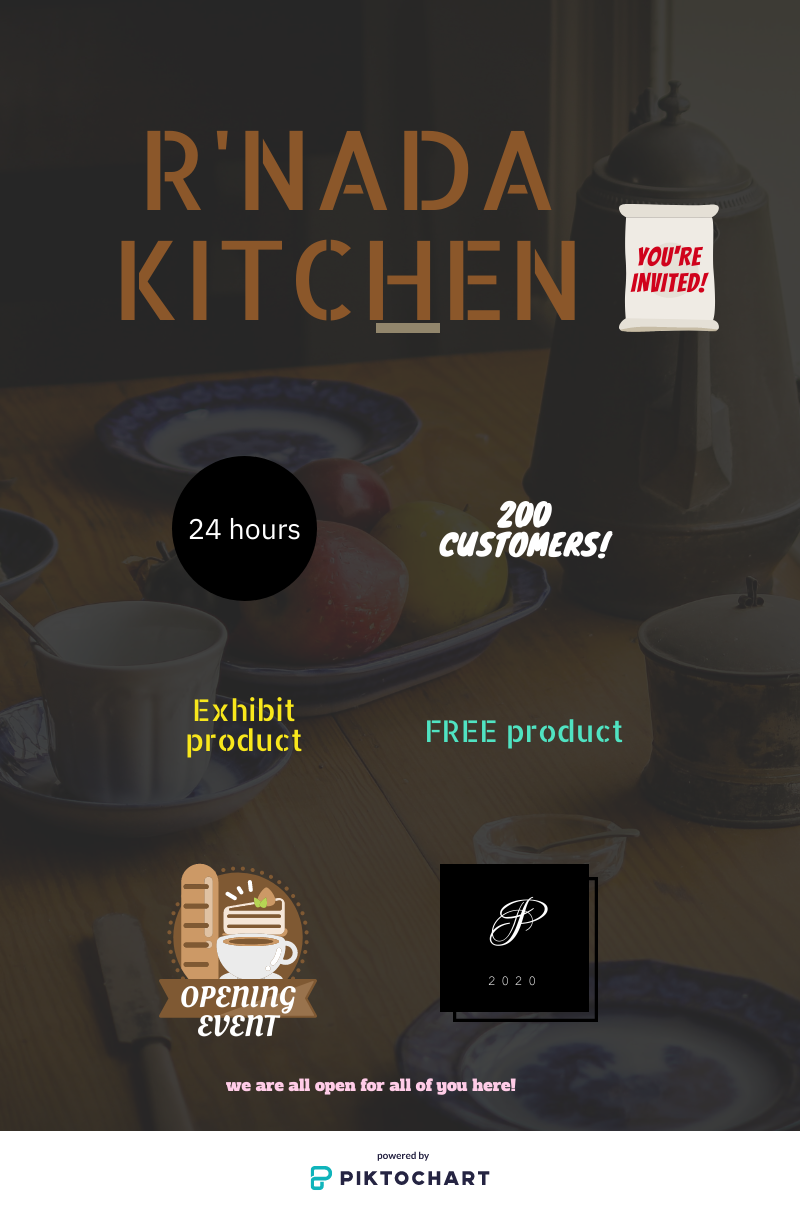 R'NADA
KITCHEN
YOU'RE
INVITED!
24 hours
200
CUSTOMERS!
Exhibit
product
FREE product
OPENING
EVENT
P
2020
we are all open for all of you here!
powered by
PIKTOCHART